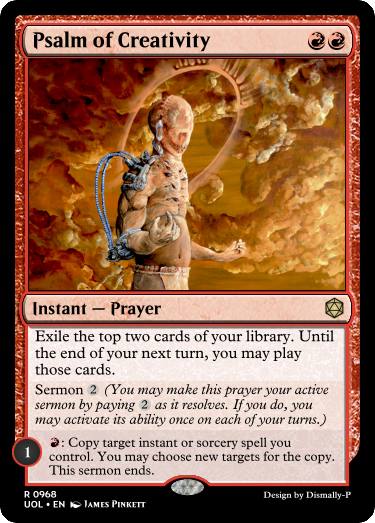 Psalm of Creativity
Instant — Prayer
Exile the top two cards of your library. Until
the end of your next turn, you may play
those cards.
Sermon 2 (You may make this prayer your active
sermon by paying 2 as it resolves. If you do, you
may activate its ability once on each of your turns.)
1
: Copy target instant or sorcery spell you
control. You may choose new targets for the copy.
This sermon ends.
R 0968
UOL • EN James Pinkett
Design by Dismally-P